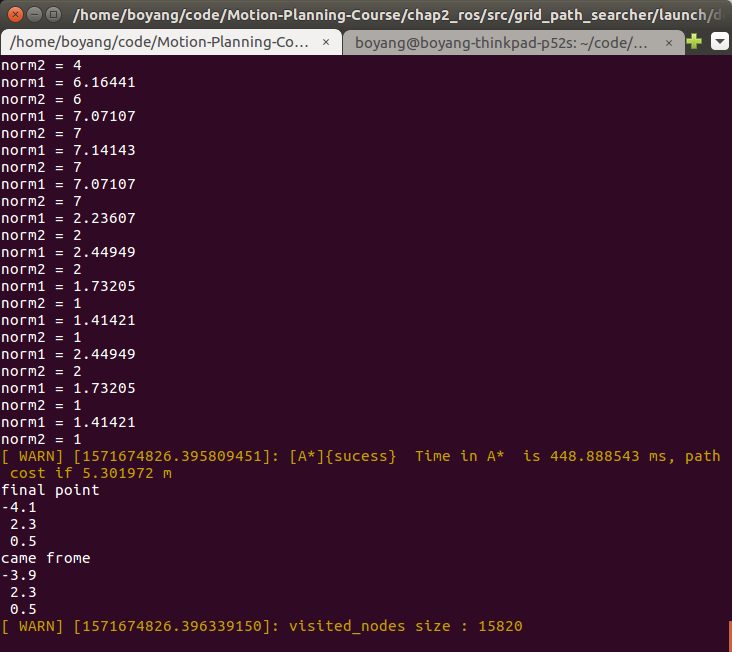 /home/boyang/code/Motion-Planning-Course/chap2_ros/src/grid_path_searcher/launch/d
/home/boyang/code/Motion-Planning-Co... ×
boyang@boyang-thinkpad-p52s: ~/code/... ×
norm2 = 4
norm1 = 6.16441
norm2 = 6
norm1 = 7.07107
norm2 = 7
norm1 = 7.14143
norm2 = 7
norm1 = 7.07107
norm2 = 7
norm1 = 2.23607
norm2 = 2
norm1 = 2.44949
norm2 = 2
norm1 = 1.73205
norm2 = 1
norm1 = 1.41421
norm2 = 1
norm1 = 2.44949
norm2 = 2
norm1 = 1.73205
norm2 = 1
norm1 = 1.41421
norm2 = 1
[ WARN] [1571674826.395809451]: [A*]{sucess}  Time in A*  is 448.888543 ms, path
 cost if 5.301972 m
final point
-4.1
 2.3
 0.5
came frome
-3.9
 2.3
 0.5
[ WARN] [1571674826.396339150]: visited_nodes size : 15820